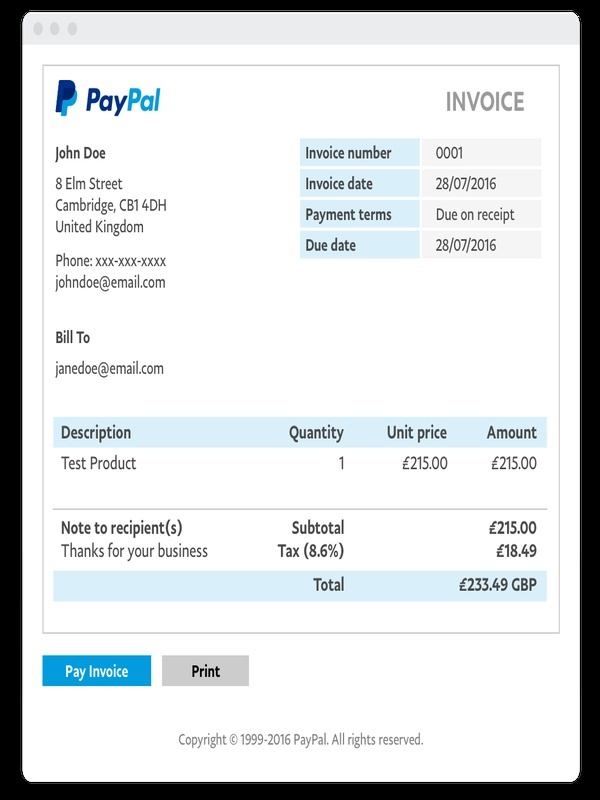 PayPal
INVOICE
John Doe
8 Elm Street
Cambridge, CB1 4DH
United Kingdom
Phone: xxx-xxx-xxxx
johndoe@email.com
Invoice number 0001
Invoice date 28/07/2016
Payment terms Due on receipt
Due date 28/07/2016
Bill To
janedoe@email.com
Description Quantity Unit price Amount
Test Product 1 £215.00 £215.00
Note to recipient(s) Subtotal £215.00
Thanks for your business Tax (8.6%) £18.49
Total £233.49 GBP
Pay Invoice Print
Copyright © 1999-2016 PayPal. All rights reserved.